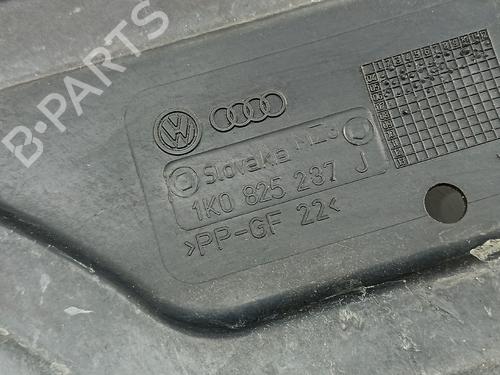 B-PARTS
Slovakia
1K0 825 237 J
>PP-GF 22<